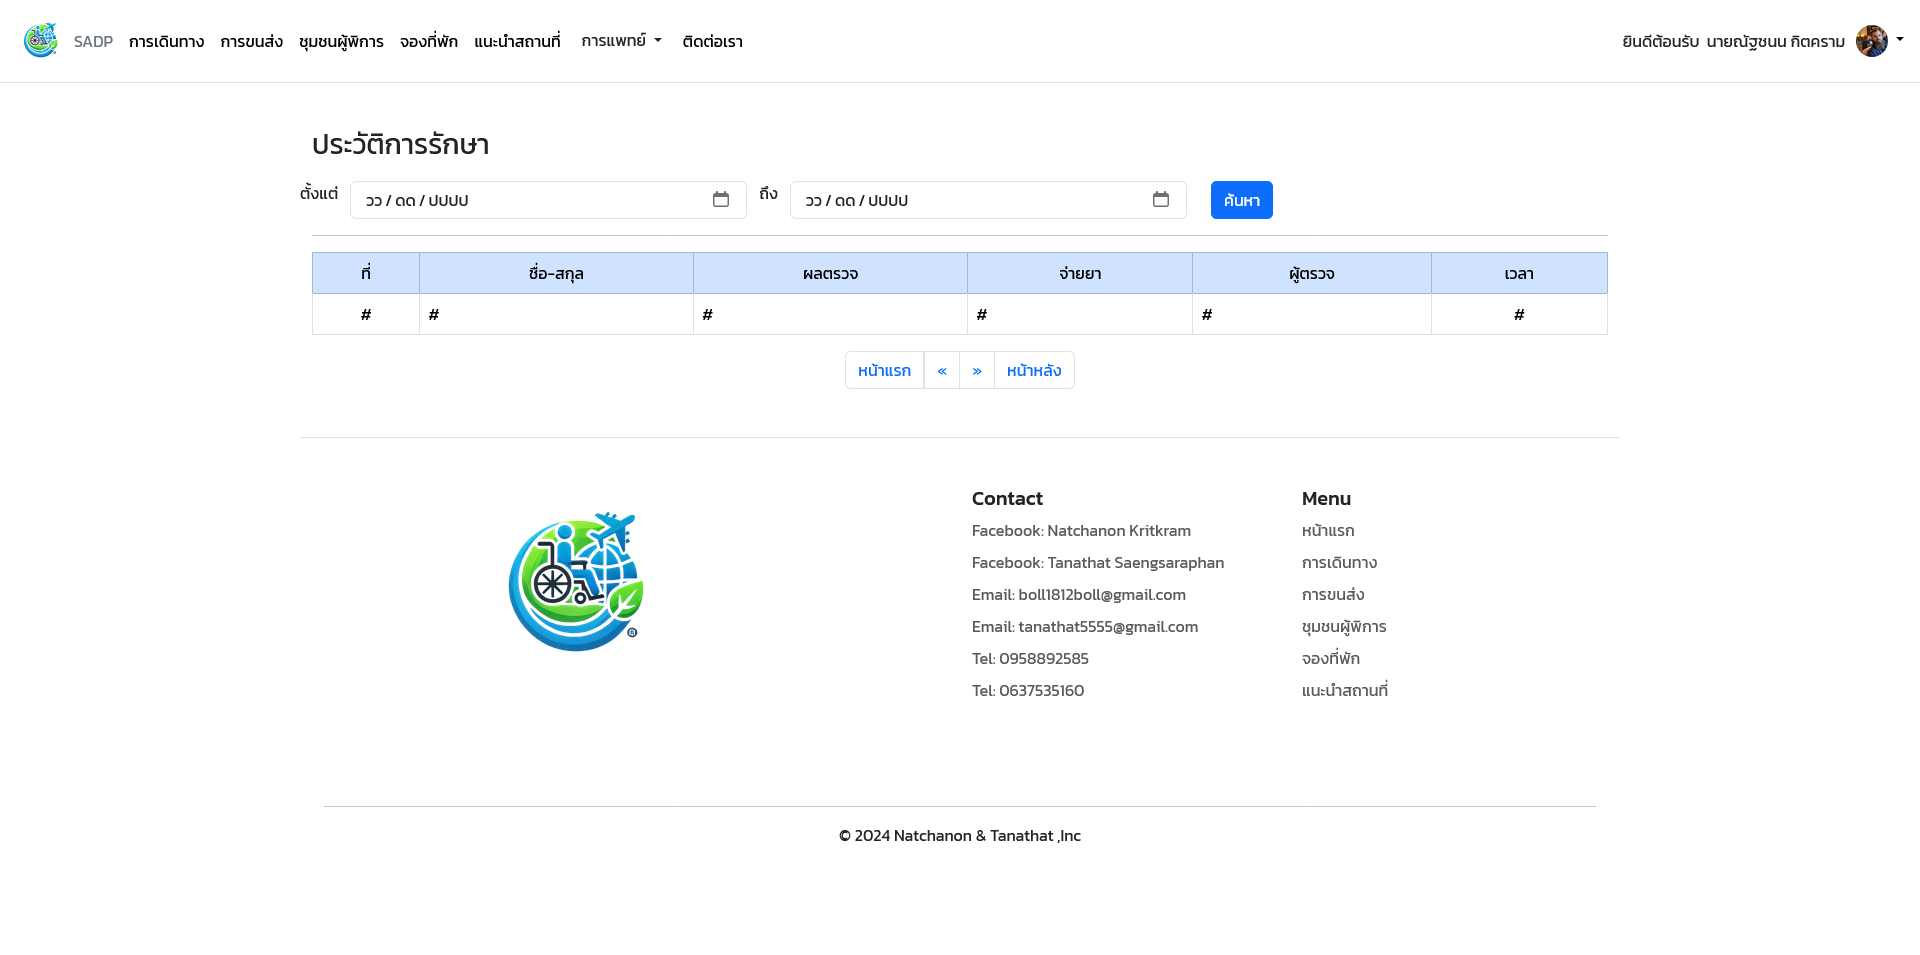 SADP การเดินทาง การขนส่ง ชุมชนผู้พิการ จองที่พัก แนะนำสถานที่ การแพทย์ ติดต่อเรา ยินดีต้อนรับ นายณัฐชนน กิตคราม
ประวัติการรักษา
ตั้งแต่ วว / ดด / ปปปป ถึง วว / ดด / ปปปป ค้นหา
ที่ ชื่อ-สกุล ผลตรวจ จ่ายยา ผู้ตรวจ เวลา
# # # # # #
หน้าแรก « » หน้าหลัง
Contact
Facebook: Natchanon Kritkram
Facebook: Tanathat Saengsaraphan
Email: boll1812boll@gmail.com
Email: tanathat5555@gmail.com
Tel: 0958892585
Tel: 0637535160
Menu
หน้าแรก
การเดินทาง
การขนส่ง
ชุมชนผู้พิการ
จองที่พัก
แนะนำสถานที่
© 2024 Natchanon & Tanathat ,Inc